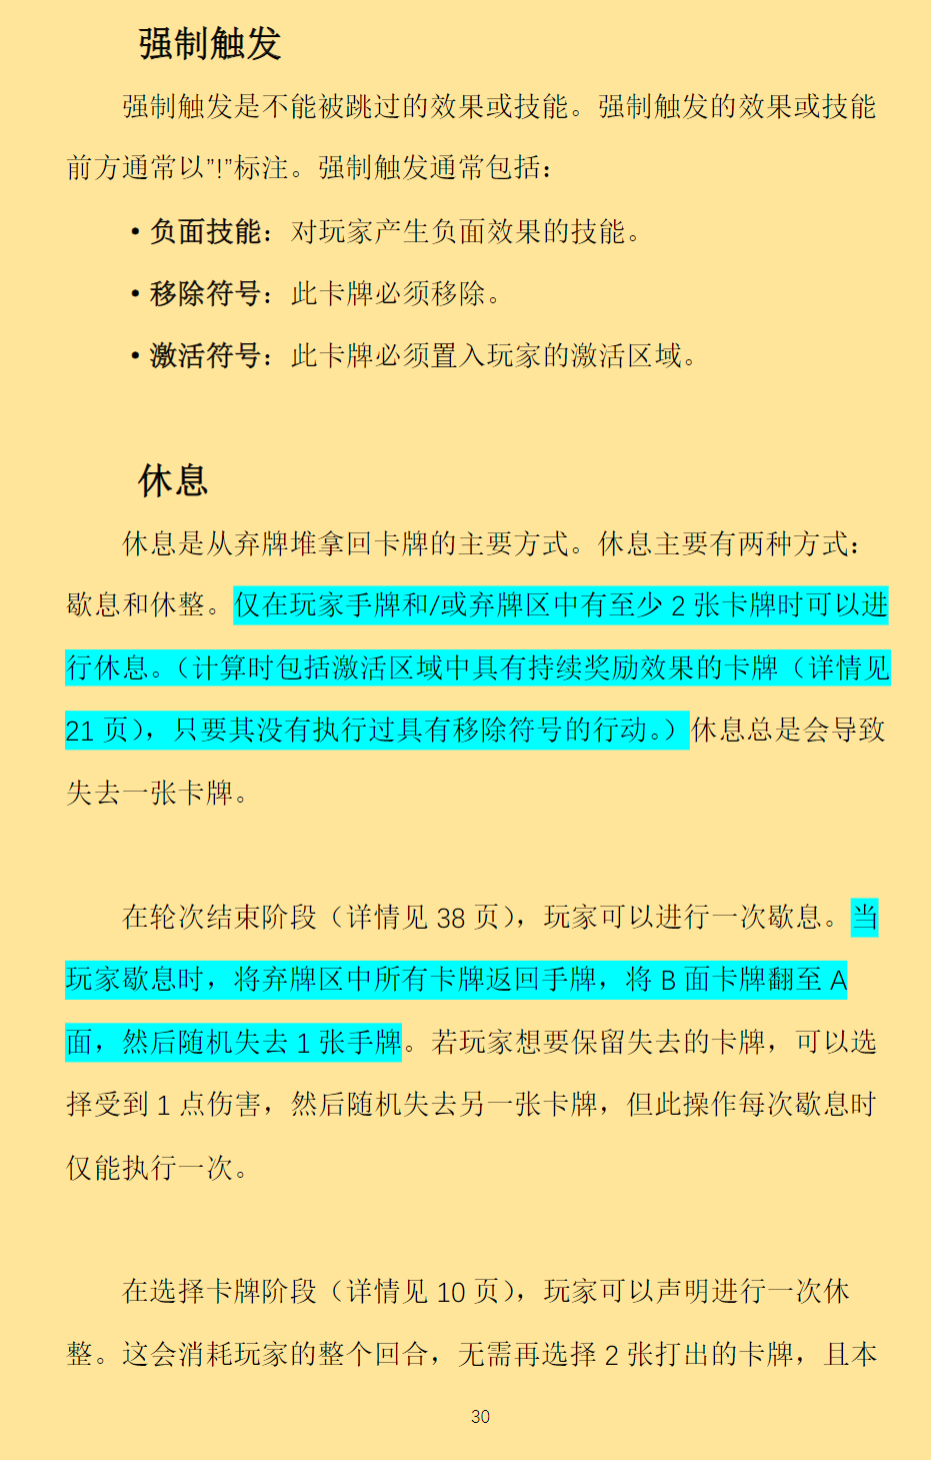 强制触发
强制触发是不能被跳过的效果或技能。强制触发的效果或技能
前方通常以”!”标注。强制触发通常包括：
•负面技能：对玩家产生负面效果的技能。
•移除符号：此卡牌必须移除。
•激活符号：此卡牌必须置入玩家的激活区域。
休息
休息是从弃牌堆拿回卡牌的主要方式。休息主要有两种方式：
歇息和休整。仅在玩家手牌和/或弃牌区中有至少 2 张卡牌时可以进
行休息。（计算时包括激活区域中具有持续奖励效果的卡牌（详情见
21 页），只要其没有执行过具有移除符号的行动。）休息总是会导致
失去一张卡牌。
在轮次结束阶段（详情见 38 页），玩家可以进行一次歇息。当
玩家歇息时，将弃牌区中所有卡牌返回手牌，将 B 面卡牌翻至 A
面，然后随机失去 1 张手牌。若玩家想要保留失去的卡牌，可以选
择受到 1 点伤害，然后随机失去另一张卡牌，但此操作每次歇息时
仅能执行一次。
在选择卡牌阶段（详情见 10 页），玩家可以声明进行一次休
整。这会消耗玩家的整个回合，无需再选择 2 张打出的卡牌，且本
30